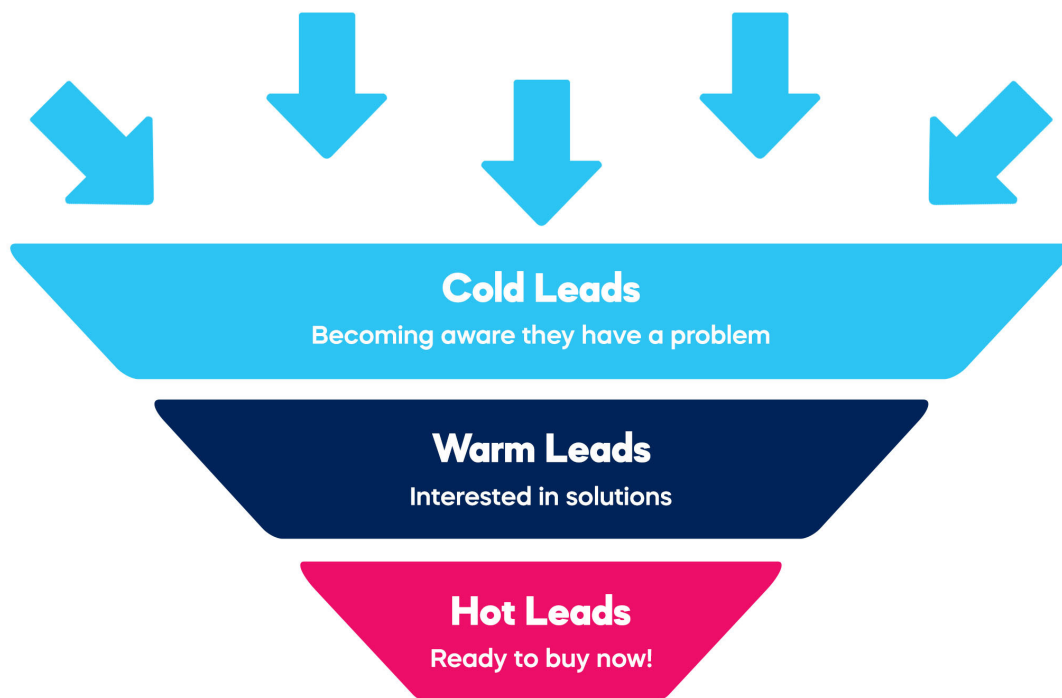 Cold Leads
Becoming aware they have a problem
Warm Leads
Interested in solutions
Hot Leads
Ready to buy now!